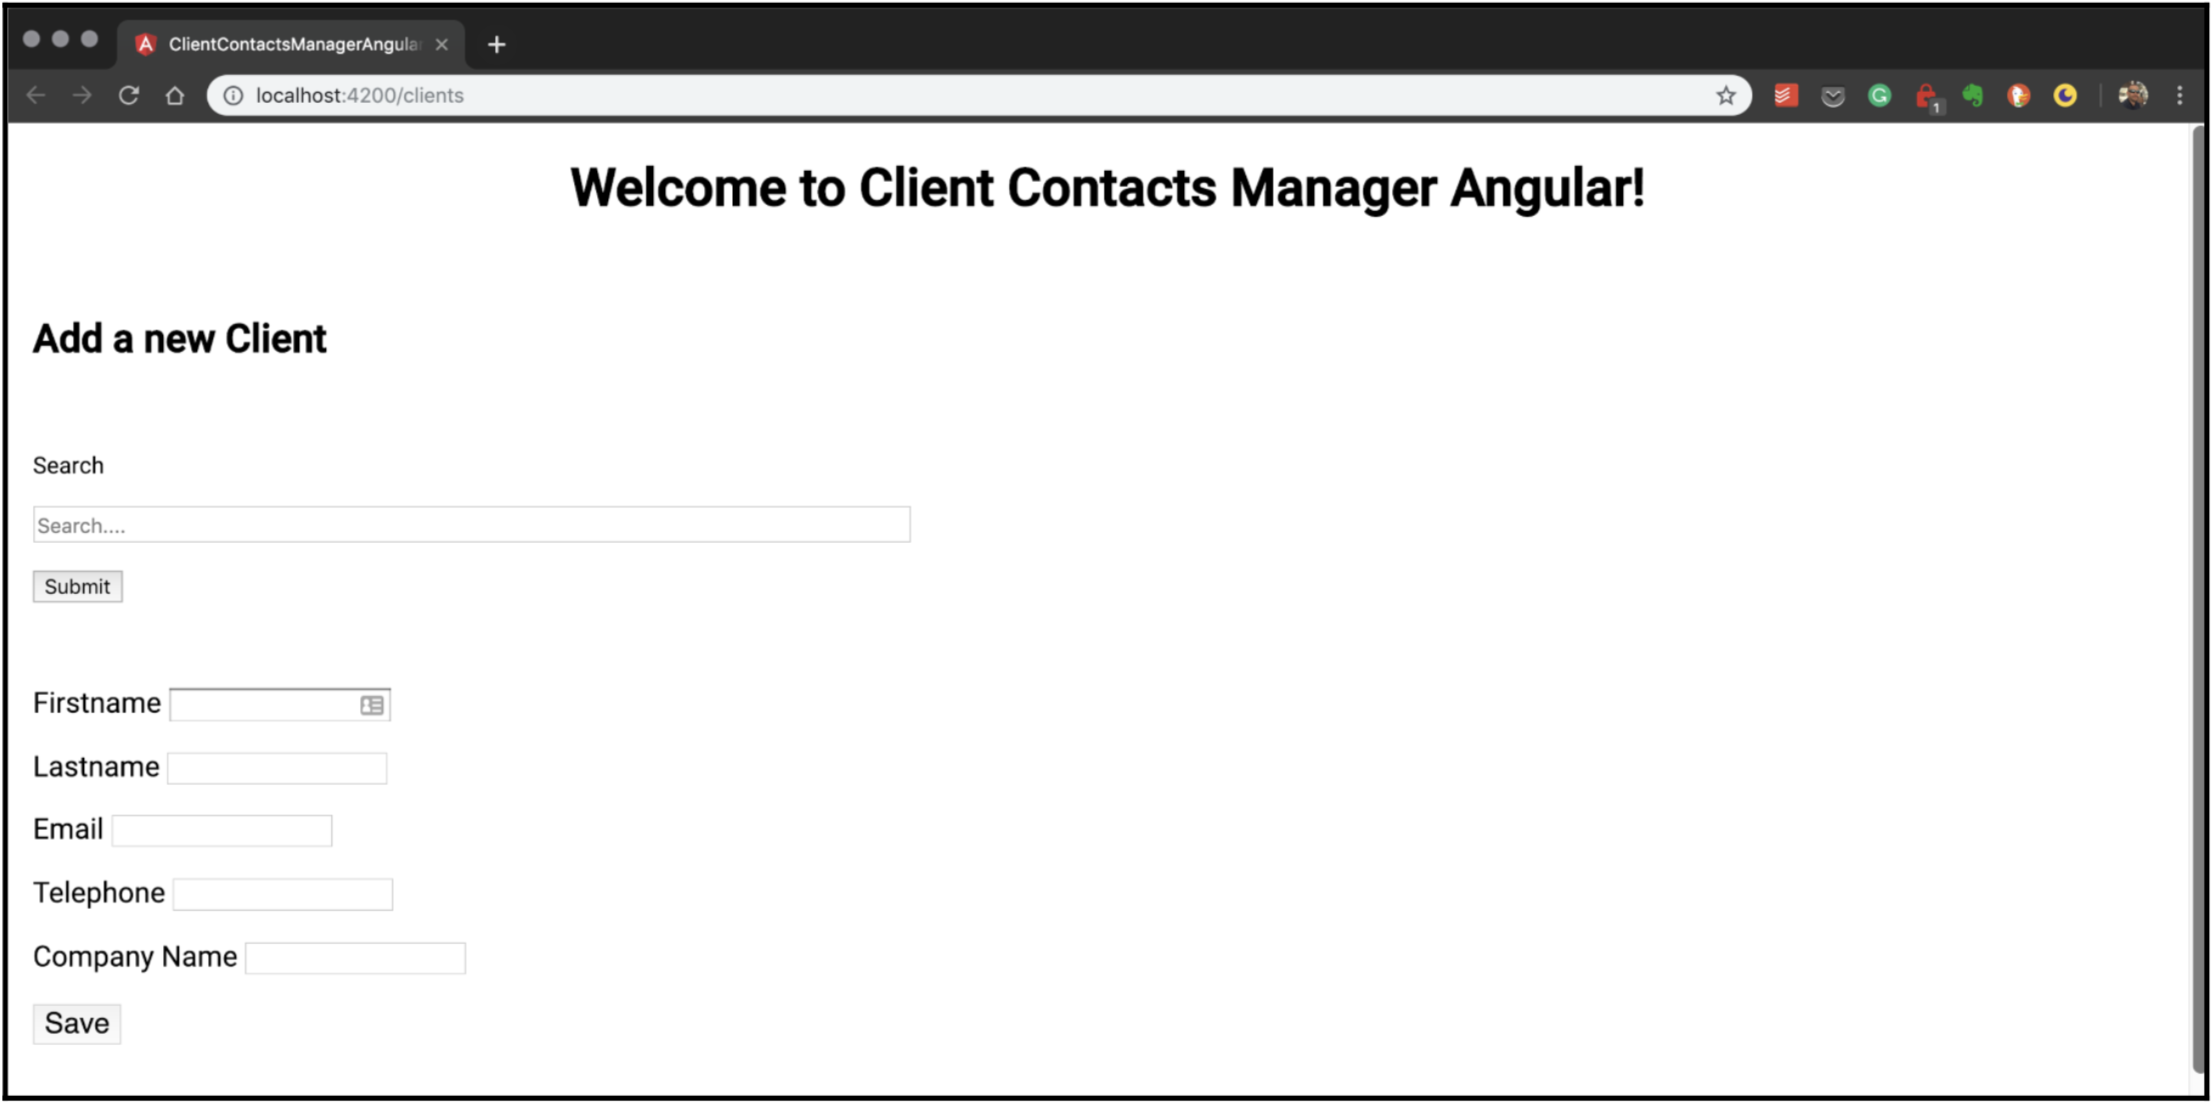 ClientContactsManagerAngular
localhost:4200/clients
1
Welcome to Client Contacts Manager Angular!
Add a new Client
Search
Search....
Submit
Firstname
Lastname
Email
Telephone
Company Name
Save